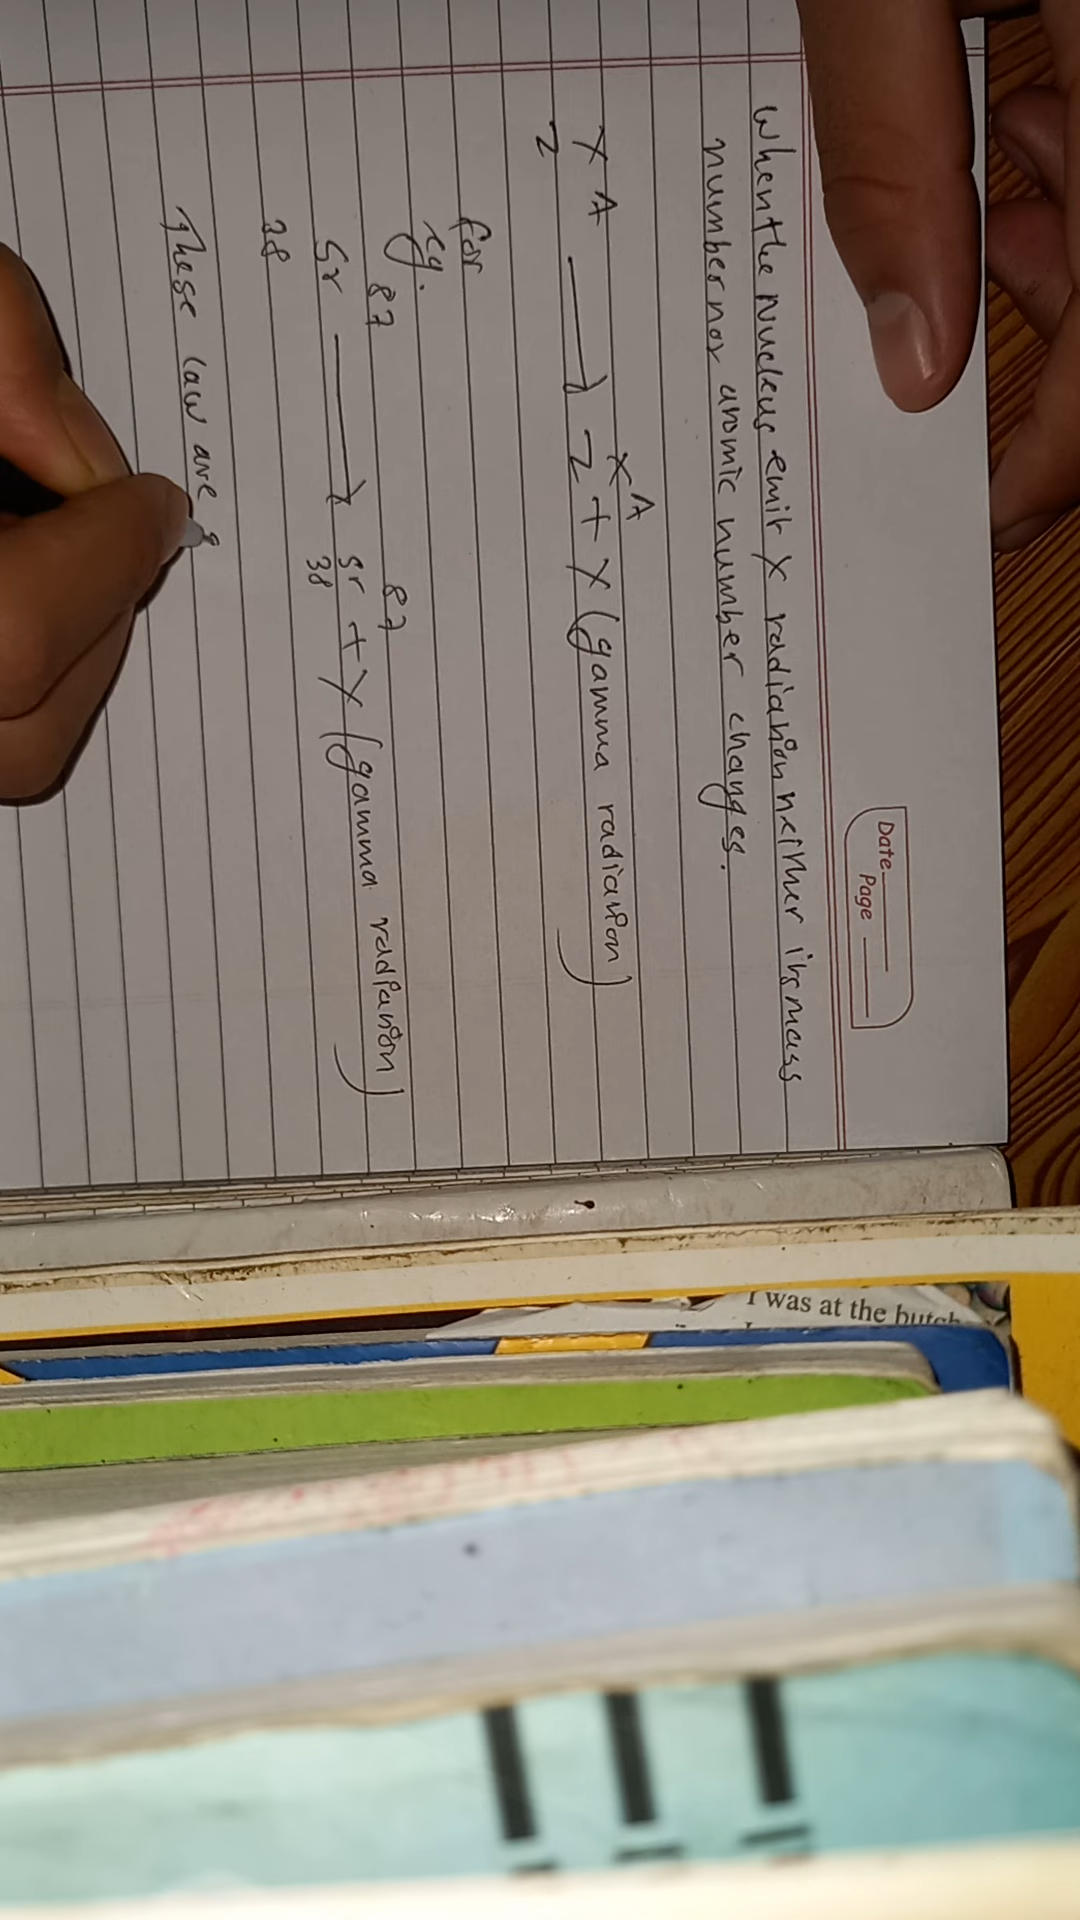 Date
Page
When the nucleus emit γ radiation neither its mass
number nor atomic number changes.
X A → X A + γ (gamma radiation)
Z Z
for
eg.
87 87
Sr → Sr + γ (gamma radiation)
38 38
These law are
I was at the butch